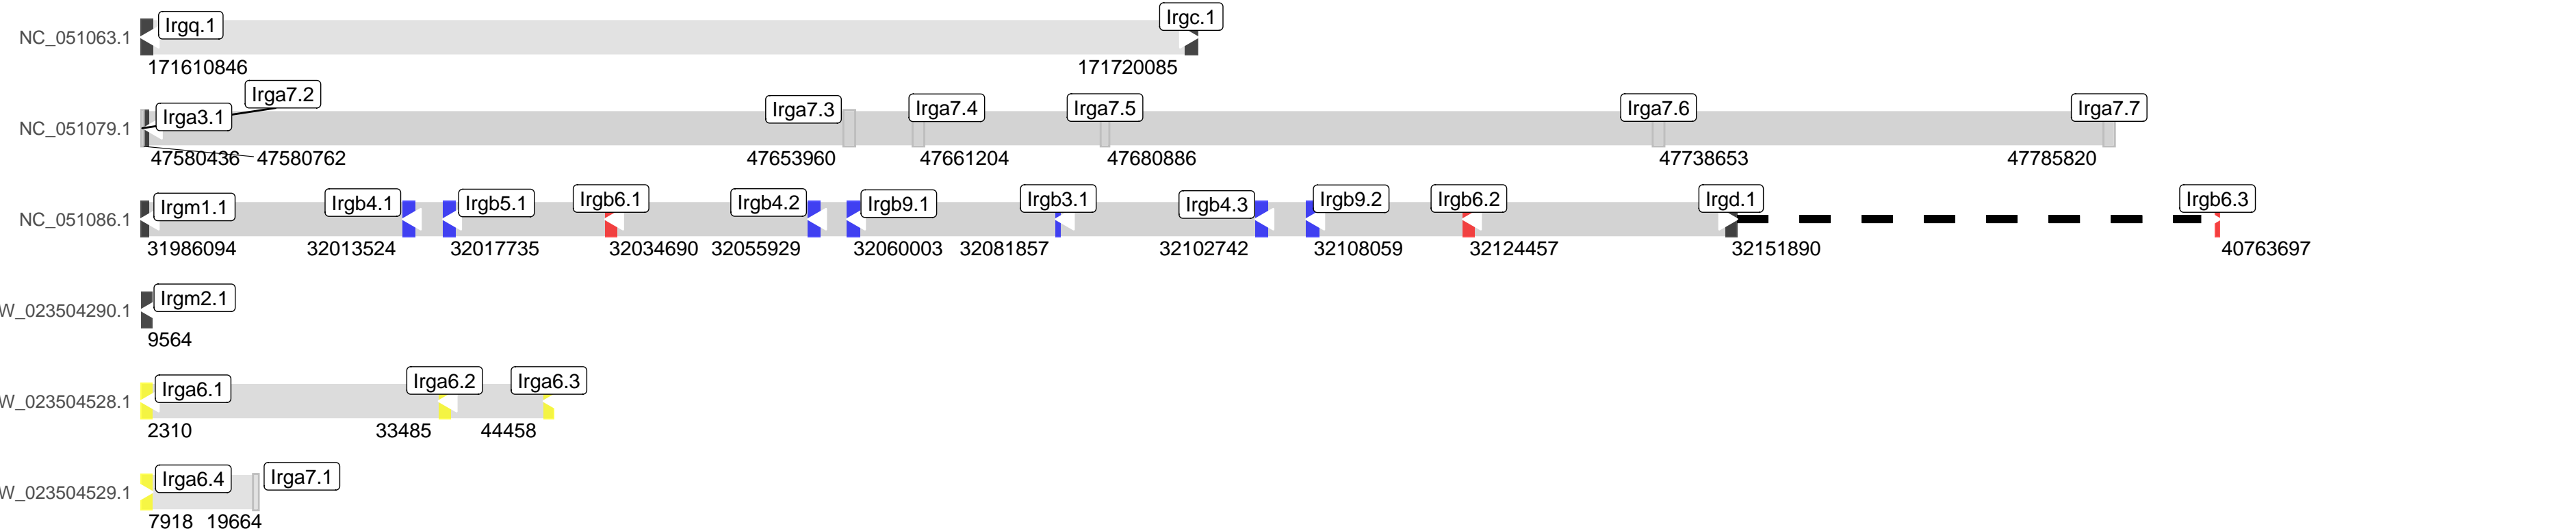 Irgq.1 Irgc.1
NC_051063.1
171610846 171720085
Irga3.1 Irga7.2 Irga7.3 Irga7.4 Irga7.5 Irga7.6 Irga7.7
NC_051079.1
47580436 47580762 47653960 47661204 47680886 47738653 47785820
Irgm1.1 Irgb4.1 Irgb5.1 Irgb6.1 Irgb4.2 Irgb9.1 Irgb3.1 Irgb4.3 Irgb9.2 Irgb6.2 Irgd.1 Irgb6.3
NC_051086.1
31986094 32013524 32017735 32034690 32055929 32060003 32081857 32102742 32108059 32124457 32151890 40763697
Irgm2.1
W_023504290.1
9564
Irga6.1 Irga6.2 Irga6.3
W_023504528.1
2310 33485 44458
Irga6.4 Irga7.1
W_023504529.1
7918 19664